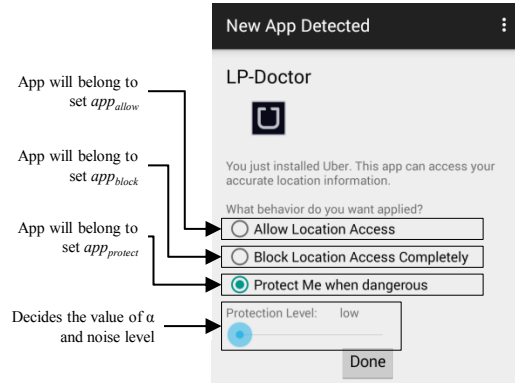 New App Detected
LP-Doctor
You just installed Uber. This app can access your
accurate location information.
What behavior do you want applied?
Allow Location Access
Block Location Access Completely
Protect Me when dangerous
Protection Level: low
Done
App will belong to
set app_allow
App will belong to
set app_block
App will belong to
set app_protect
Decides the value of α
and noise level